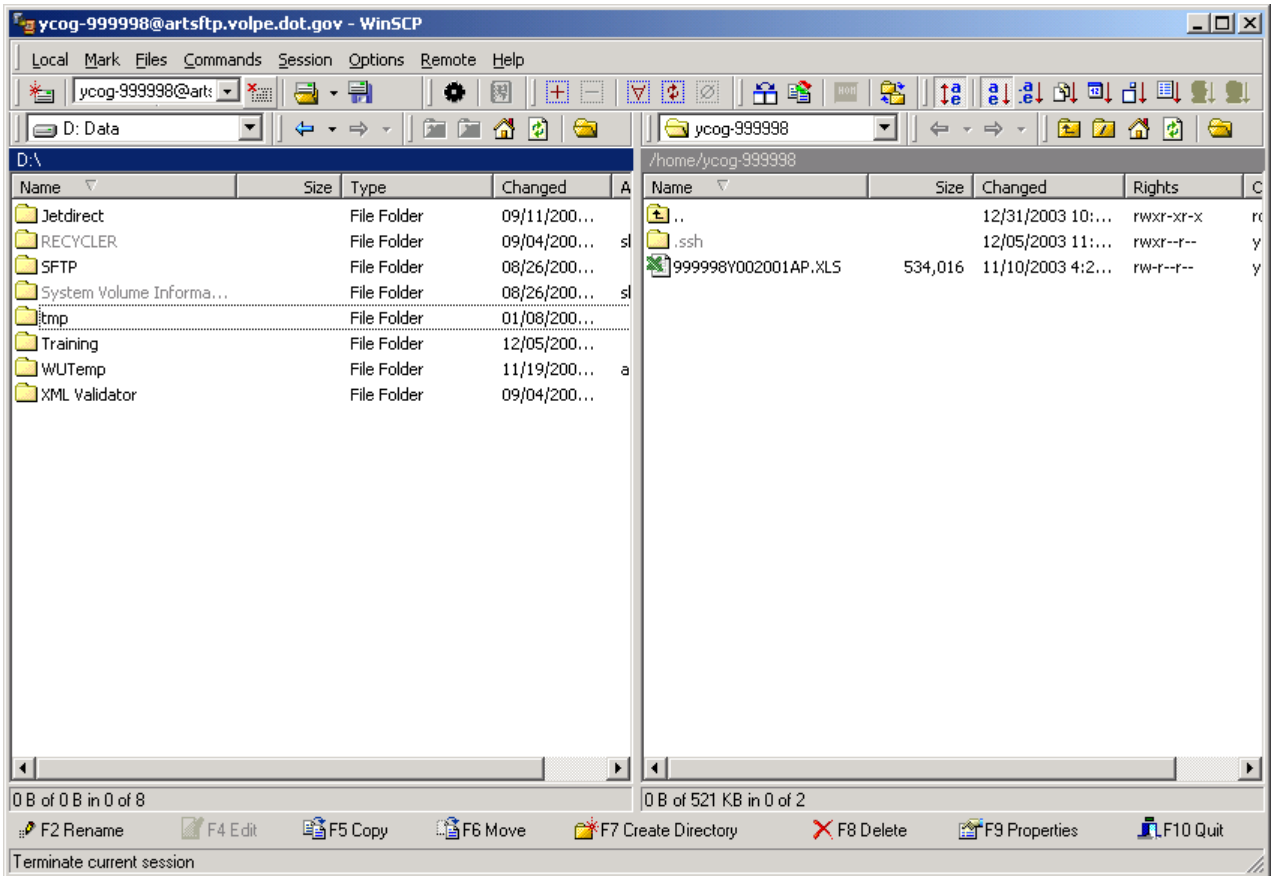 ycog-999998@artsftp.volpe.dot.gov - WinSCP
Local Mark Files Commands Session Options Remote Help
ycog-999998@arts
D: Data
ycog-999998
D:\
/home/ycog-999998
Name Size Type Changed A
Name Size Changed Rights
Jetdirect File Folder 09/11/200...
RECYCLER File Folder 09/04/200... sl
SFTP File Folder 08/26/200...
System Volume Informa... File Folder 08/26/200... sl
tmp File Folder 01/08/200...
Training File Folder 12/05/200...
WUTemp File Folder 11/19/200... a
XML Validator File Folder 09/04/200...
.. 12/31/2003 10:... rwxr-xr-x
.ssh 12/05/2003 11:... rwxr--r-- y
999998Y002001AP.XLS 534,016 11/10/2003 4:2... rw-r--r-- y
0 B of 0 B in 0 of 8
0 B of 521 KB in 0 of 2
F2 Rename F4 Edit F5 Copy F6 Move F7 Create Directory F8 Delete F9 Properties F10 Quit
Terminate current session